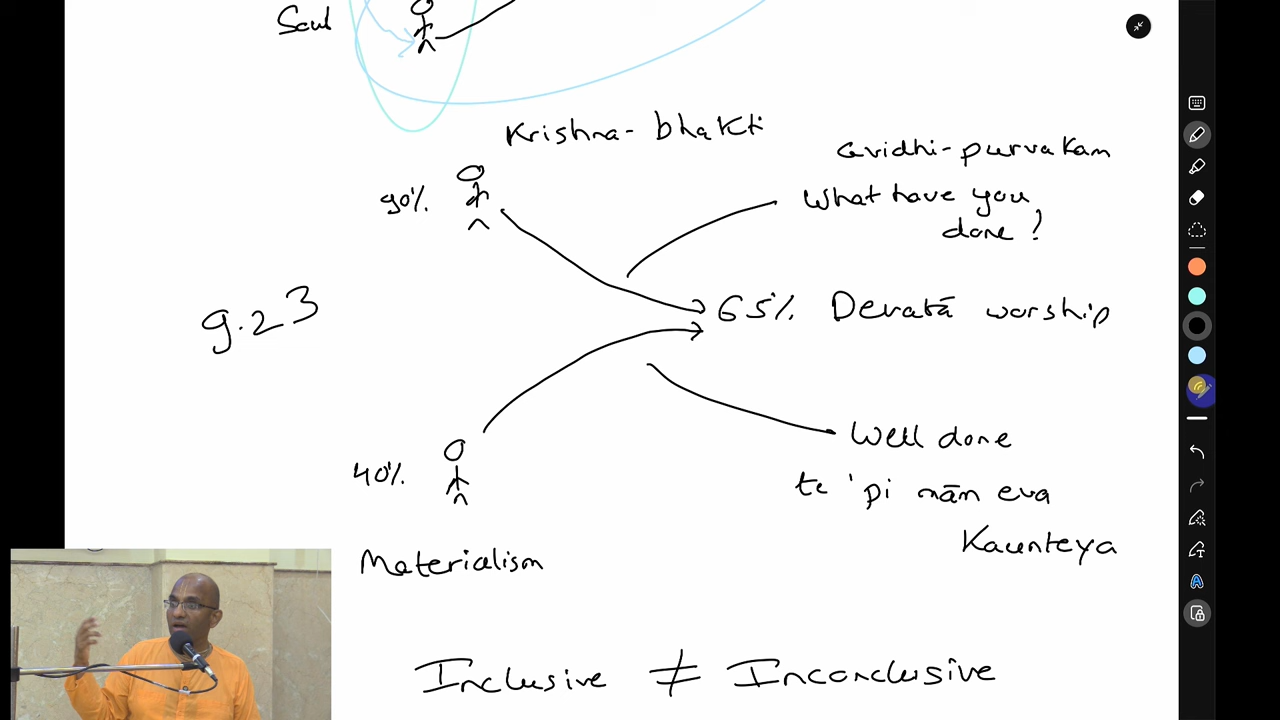 Soul
Krishna-bhakti
90%
avidhi-purvakam
What have you
done?
9.23
65% Devatā worship
40%
Well done
te 'pi mām eva
Kaunteya
Materialism
Inclusive ≠ Inconclusive